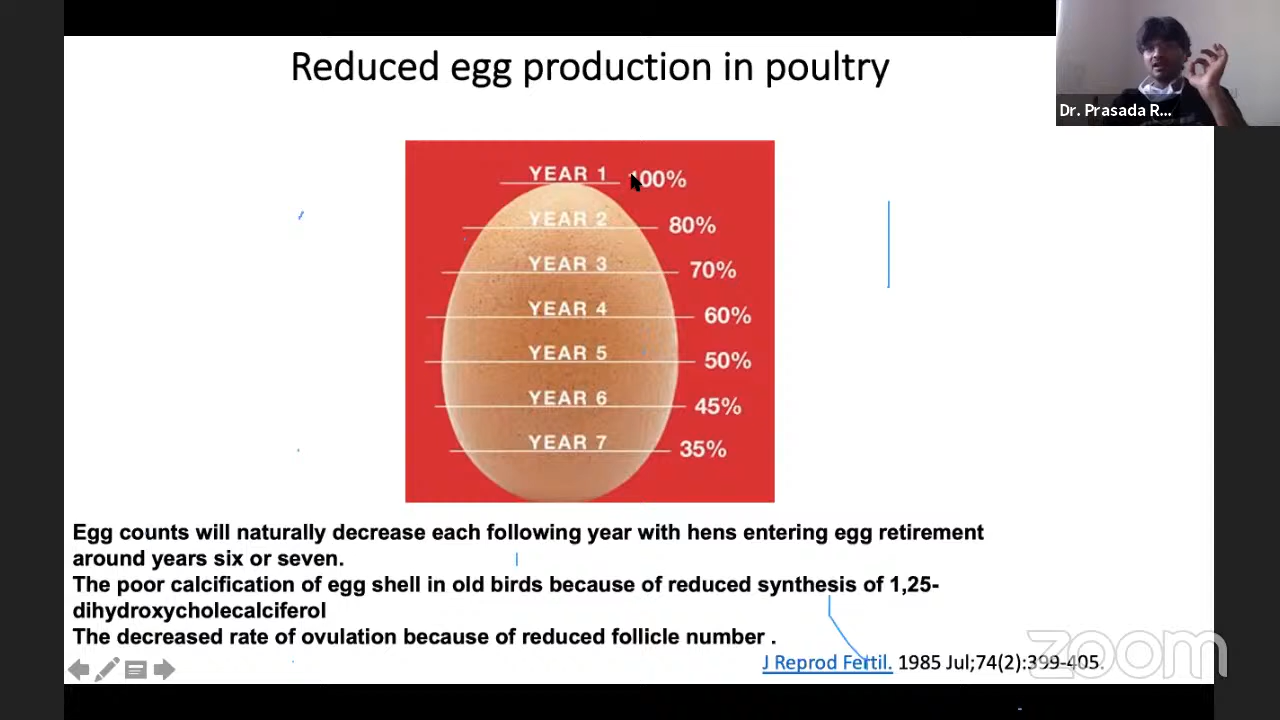 Reduced egg production in poultry
Dr. Prasada R...
YEAR 1 100%
YEAR 2 80%
YEAR 3 70%
YEAR 4 60%
YEAR 5 50%
YEAR 6 45%
YEAR 7 35%
Egg counts will naturally decrease each following year with hens entering egg retirement
around years six or seven.
The poor calcification of egg shell in old birds because of reduced synthesis of 1,25-
dihydroxycholecalciferol
The decreased rate of ovulation because of reduced follicle number .
J Reprod Fertil. 1985 Jul;74(2):399-405.
zoom